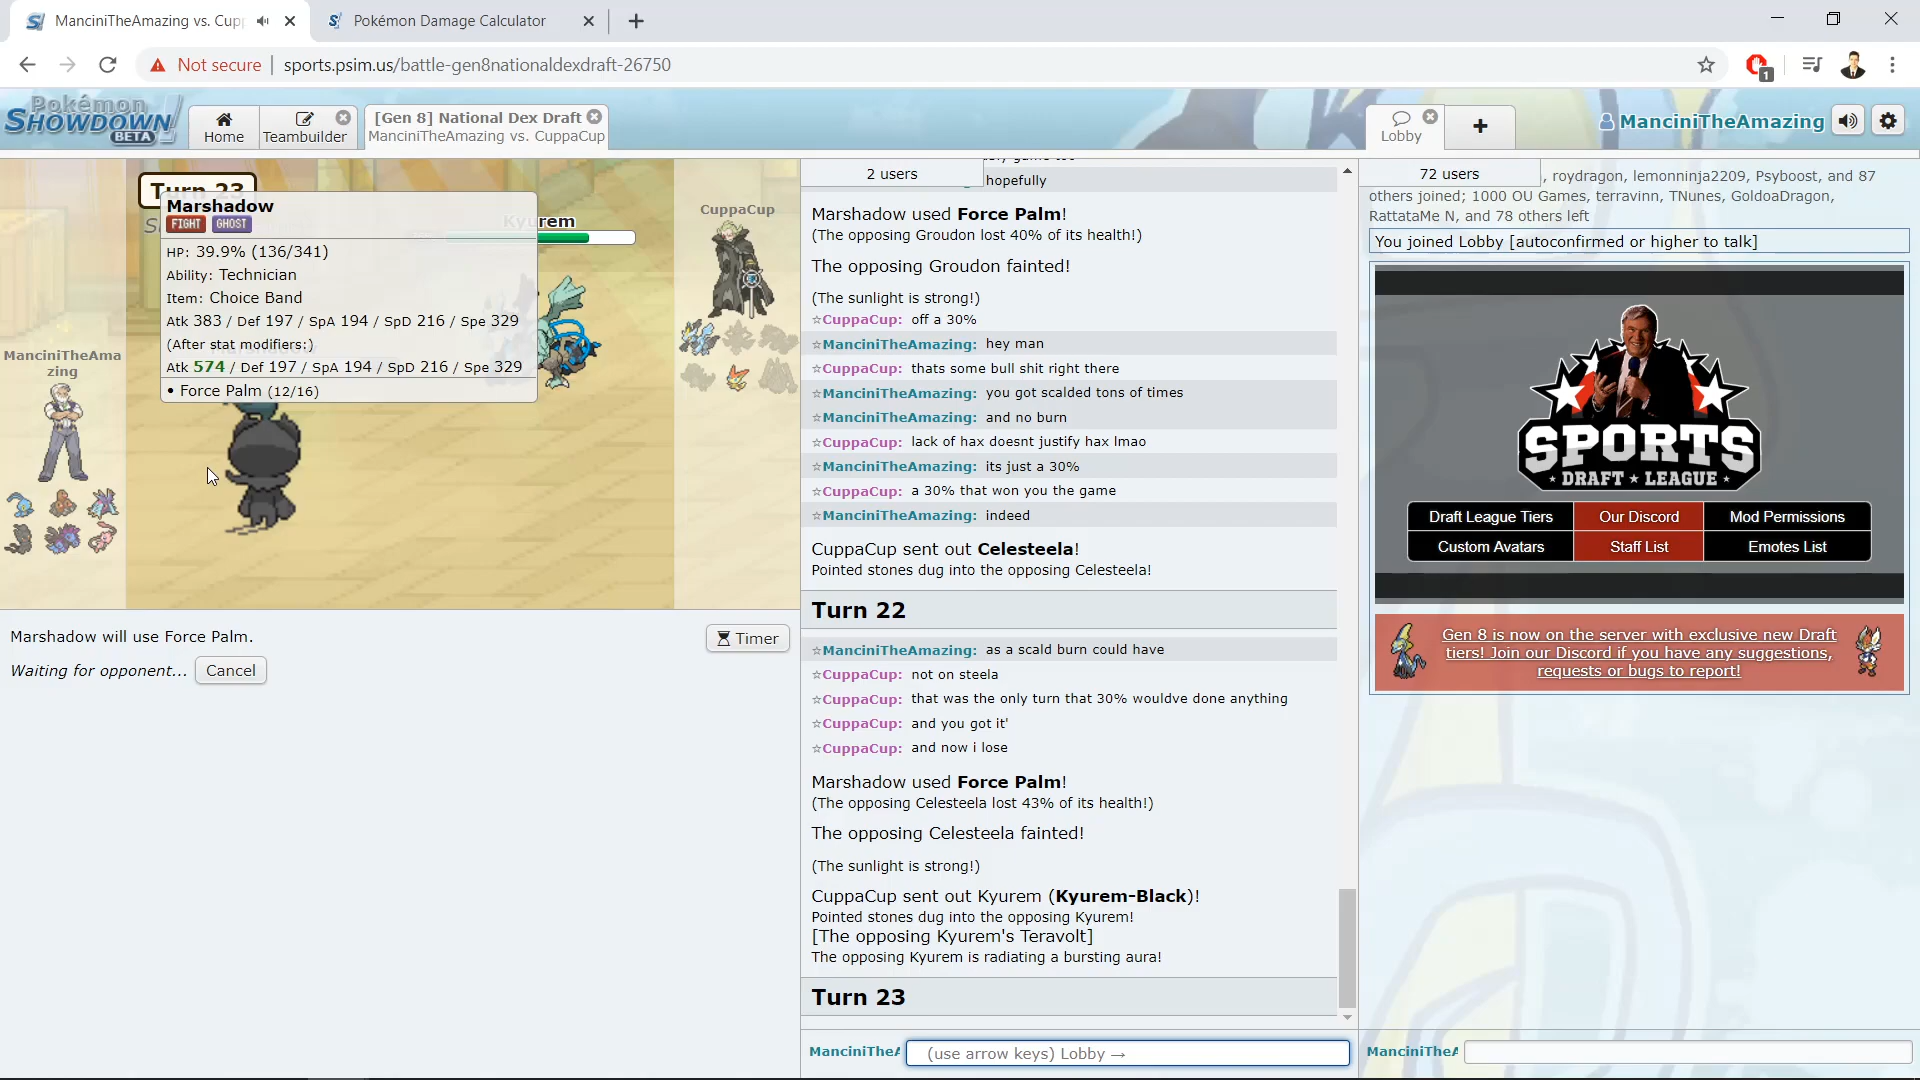 ManciniTheAmazing vs. Cup
Pokémon Damage Calculator
Not secure
sports.psim.us/battle-gen8nationaldexdraft-26750
1
Pokémon
SHOWDOWN
BETA
Home
Teambuilder
[Gen 8] National Dex Draft
ManciniTheAmazing vs. CuppaCup
Lobby
ManciniTheAmazing
Turn 23
Marshadow
FIGHT GHOST
HP: 39.9% (136/341)
Ability: Technician
Item: Choice Band
Atk 383 / Def 197 / SpA 194 / SpD 216 / Spe 329
(After stat modifiers:)
Atk 574 / Def 197 / SpA 194 / SpD 216 / Spe 329
• Force Palm (12/16)
Kyurem
CuppaCup
ManciniTheAma
zing
Marshadow will use Force Palm.
Timer
Waiting for opponent...
Cancel
2 users
hopefully
Marshadow used Force Palm!
(The opposing Groudon lost 40% of its health!)
The opposing Groudon fainted!
(The sunlight is strong!)
☆CuppaCup: off a 30%
☆ManciniTheAmazing: hey man
☆CuppaCup: thats some bull shit right there
☆ManciniTheAmazing: you got scalded tons of times
☆ManciniTheAmazing: and no burn
☆CuppaCup: lack of hax doesnt justify hax lmao
☆ManciniTheAmazing: its just a 30%
☆CuppaCup: a 30% that won you the game
☆ManciniTheAmazing: indeed
CuppaCup sent out Celesteela!
Pointed stones dug into the opposing Celesteela!
Turn 22
☆ManciniTheAmazing: as a scald burn could have
☆CuppaCup: not on steela
☆CuppaCup: that was the only turn that 30% wouldve done anything
☆CuppaCup: and you got it'
☆CuppaCup: and now i lose
Marshadow used Force Palm!
(The opposing Celesteela lost 43% of its health!)
The opposing Celesteela fainted!
(The sunlight is strong!)
CuppaCup sent out Kyurem (Kyurem-Black)!
Pointed stones dug into the opposing Kyurem!
[The opposing Kyurem's Teravolt]
The opposing Kyurem is radiating a bursting aura!
Turn 23
ManciniTheA
(use arrow keys) Lobby →
72 users
, roydragon, lemonninja2209, Psyboost, and 87
others joined; 1000 OU Games, terravinn, TNunes, GoldoaDragon,
RattataMe N, and 78 others left
You joined Lobby [autoconfirmed or higher to talk]
SPORTS
DRAFT ★ LEAGUE
Draft League Tiers
Our Discord
Mod Permissions
Custom Avatars
Staff List
Emotes List
Gen 8 is now on the server with exclusive new Draft
tiers! Join our Discord if you have any suggestions,
requests or bugs to report!
ManciniTheA